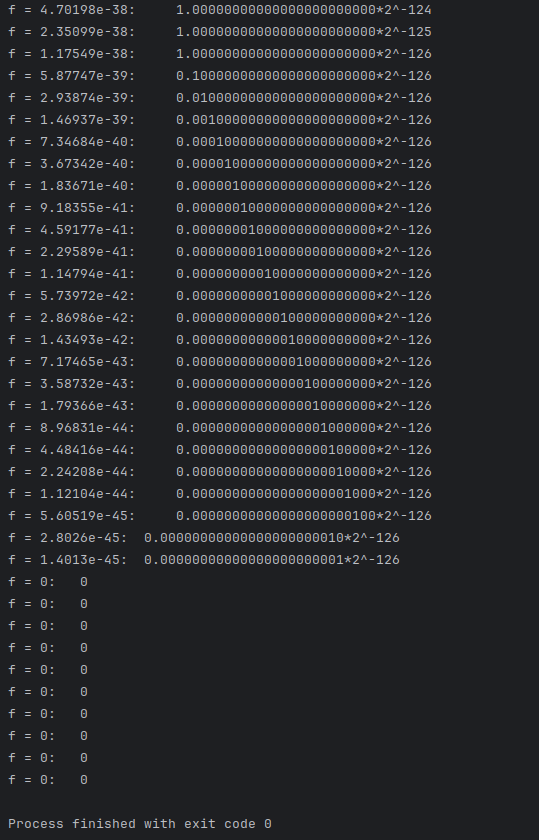 f = 4.70198e-38:     1.00000000000000000000000*2^-124
f = 2.35099e-38:     1.00000000000000000000000*2^-125
f = 1.17549e-38:     1.00000000000000000000000*2^-126
f = 5.87747e-39:     0.10000000000000000000000*2^-126
f = 2.93874e-39:     0.01000000000000000000000*2^-126
f = 1.46937e-39:     0.00100000000000000000000*2^-126
f = 7.34684e-40:     0.00010000000000000000000*2^-126
f = 3.67342e-40:     0.00001000000000000000000*2^-126
f = 1.83671e-40:     0.00000100000000000000000*2^-126
f = 9.18355e-41:     0.00000010000000000000000*2^-126
f = 4.59177e-41:     0.00000001000000000000000*2^-126
f = 2.29589e-41:     0.00000000100000000000000*2^-126
f = 1.14794e-41:     0.00000000010000000000000*2^-126
f = 5.73972e-42:     0.00000000001000000000000*2^-126
f = 2.86986e-42:     0.00000000000100000000000*2^-126
f = 1.43493e-42:     0.00000000000010000000000*2^-126
f = 7.17465e-43:     0.00000000000001000000000*2^-126
f = 3.58732e-43:     0.00000000000000100000000*2^-126
f = 1.79366e-43:     0.00000000000000010000000*2^-126
f = 8.96831e-44:     0.00000000000000001000000*2^-126
f = 4.48416e-44:     0.00000000000000000100000*2^-126
f = 2.24208e-44:     0.00000000000000000010000*2^-126
f = 1.12104e-44:     0.00000000000000000001000*2^-126
f = 5.60519e-45:     0.00000000000000000000100*2^-126
f = 2.8026e-45:  0.00000000000000000000010*2^-126
f = 1.4013e-45:  0.00000000000000000000001*2^-126
f = 0:   0
f = 0:   0
f = 0:   0
f = 0:   0
f = 0:   0
f = 0:   0
f = 0:   0
f = 0:   0
f = 0:   0
f = 0:   0
Process finished with exit code 0